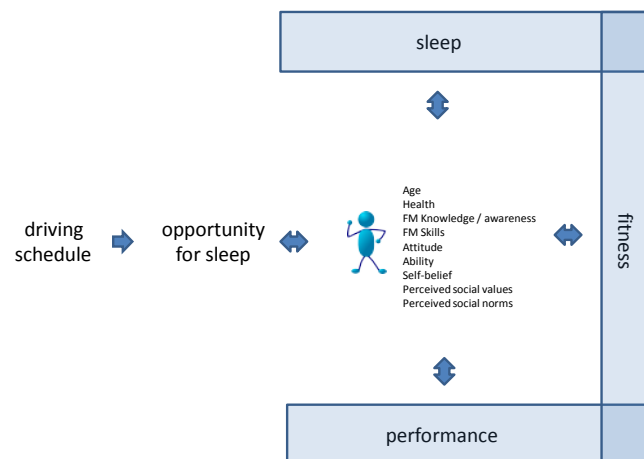 sleep
driving
schedule
opportunity
for sleep
Age
Health
FM Knowledge / awareness
FM Skills
Attitude
Ability
Self-belief
Perceived social values
Perceived social norms
fitness
performance